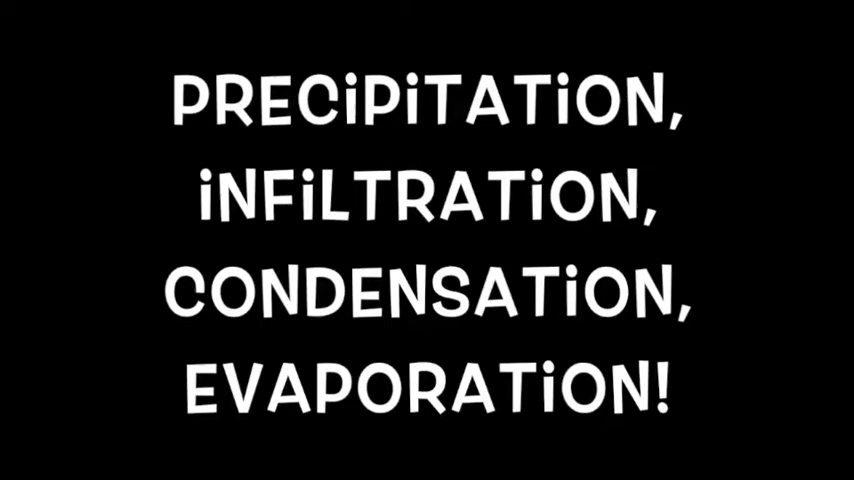 PRECiPiTATiON,
iNFiLTRATiON,
CONDENSATiON,
EVAPORATiON!